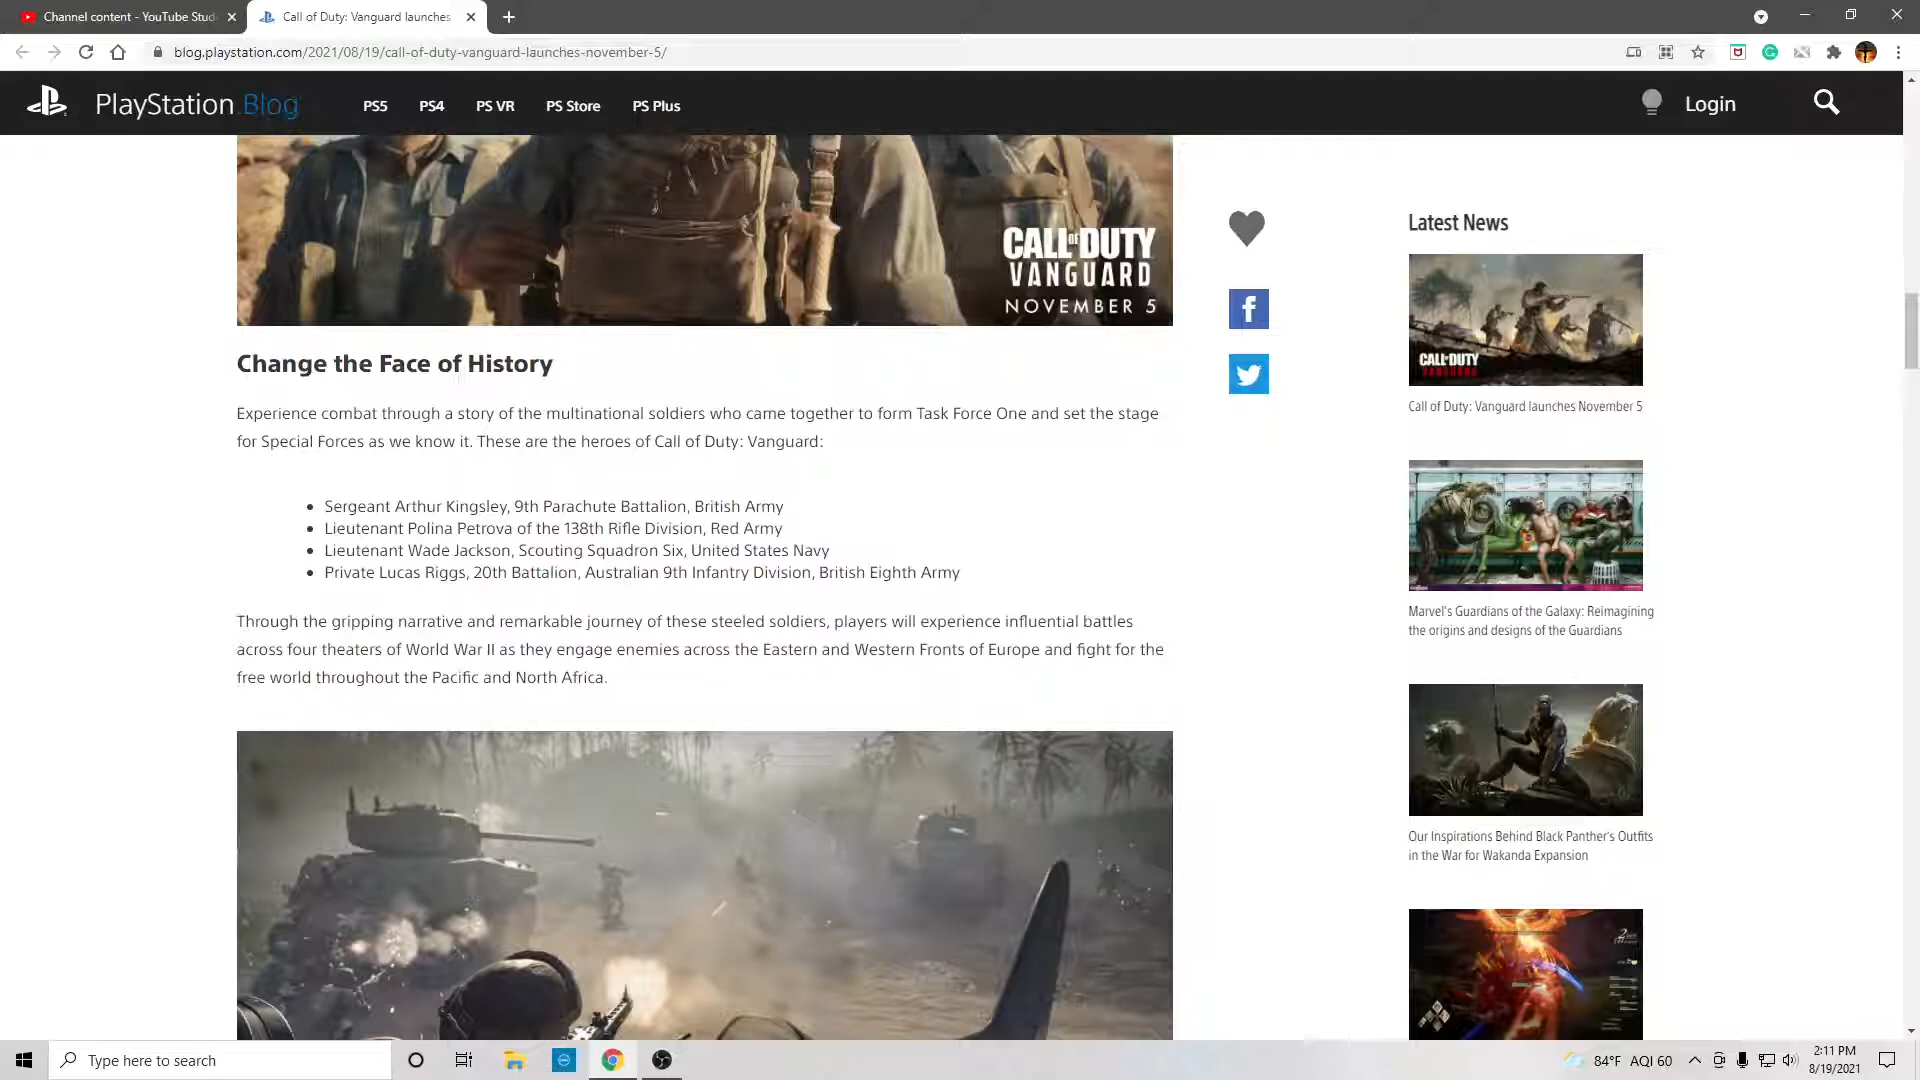 Channel content - YouTube Stud
Call of Duty: Vanguard launches
blog.playstation.com/2021/08/19/call-of-duty-vanguard-launches-november-5/
PlayStation.Blog
PS5 PS4 PS VR PS Store PS Plus
Login
CALL OF DUTY
VANGUARD
NOVEMBER 5
Change the Face of History
Experience combat through a story of the multinational soldiers who came together to form Task Force One and set the stage
for Special Forces as we know it. These are the heroes of Call of Duty: Vanguard:
• Sergeant Arthur Kingsley, 9th Parachute Battalion, British Army
• Lieutenant Polina Petrova of the 138th Rifle Division, Red Army
• Lieutenant Wade Jackson, Scouting Squadron Six, United States Navy
• Private Lucas Riggs, 20th Battalion, Australian 9th Infantry Division, British Eighth Army
Through the gripping narrative and remarkable journey of these steeled soldiers, players will experience influential battles
across four theaters of World War II as they engage enemies across the Eastern and Western Fronts of Europe and fight for the
free world throughout the Pacific and North Africa.
Latest News
CALL OF DUTY
VANGUARD
Call of Duty: Vanguard launches November 5
Marvel's Guardians of the Galaxy: Reimagining
the origins and designs of the Guardians
Our Inspirations Behind Black Panther's Outfits
in the War for Wakanda Expansion
Type here to search
84°F AQI 60
2:11 PM
8/19/2021